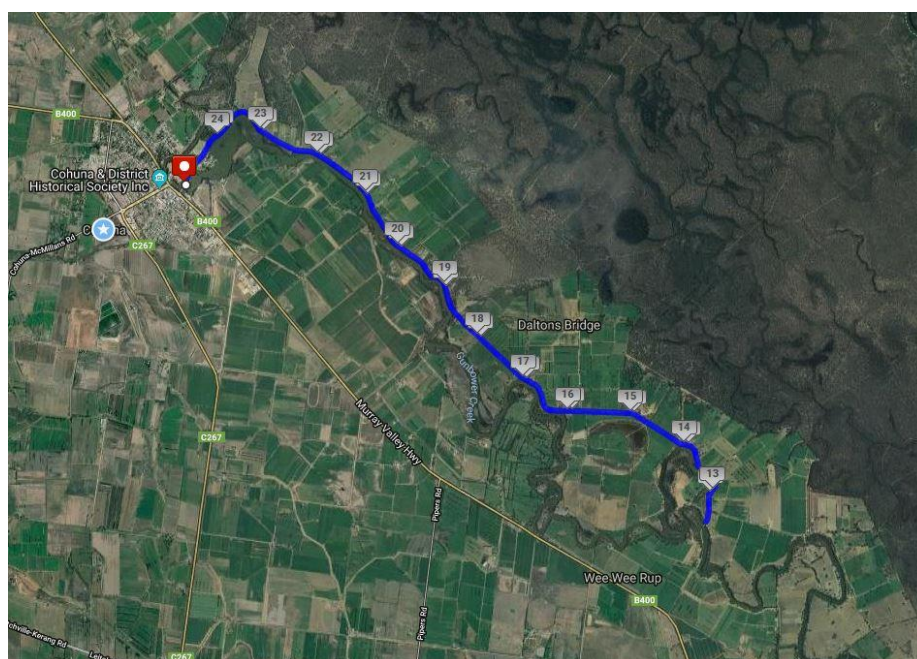 B400
24
23
22
Cohuna & District
Historical Society Inc
21
B400
20
C267
Cohuna-McMillans Rd
19
18
Daltons Bridge
17
Gunbower Creek
16
15
Murray Valley Hwy
14
C267
13
Pipers Rd
Wee Wee Rup
B400
Pipers Rd
C267